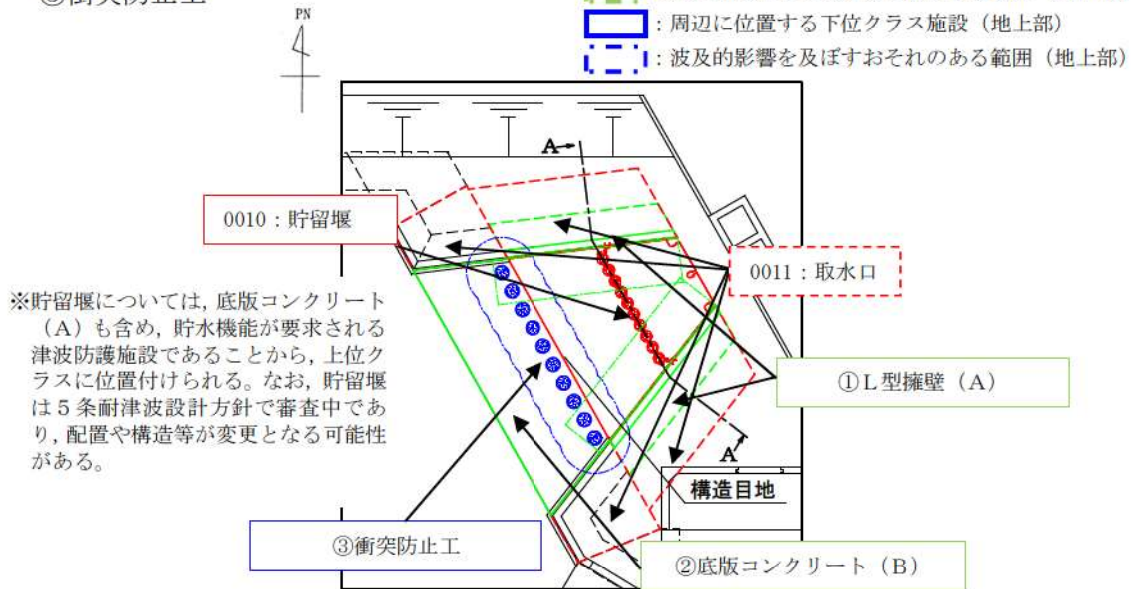 ③衝突防止工
：周辺に位置する下位クラス施設（地上部）
：波及的影響を及ぼすおそれのある範囲（地上部）
PN
A
0010：貯留堰
0011：取水口
※貯留堰については，底版コンクリート
（A）も含め，貯水機能が要求される
津波防護施設であることから，上位ク
ラスに位置付けられる。なお，貯留堰
は５条耐津波設計方針で審査中であ
り，配置や構造等が変更となる可能性
がある。
①Ｌ型擁壁（A）
A
構造目地
③衝突防止工
②底版コンクリート（Ｂ）